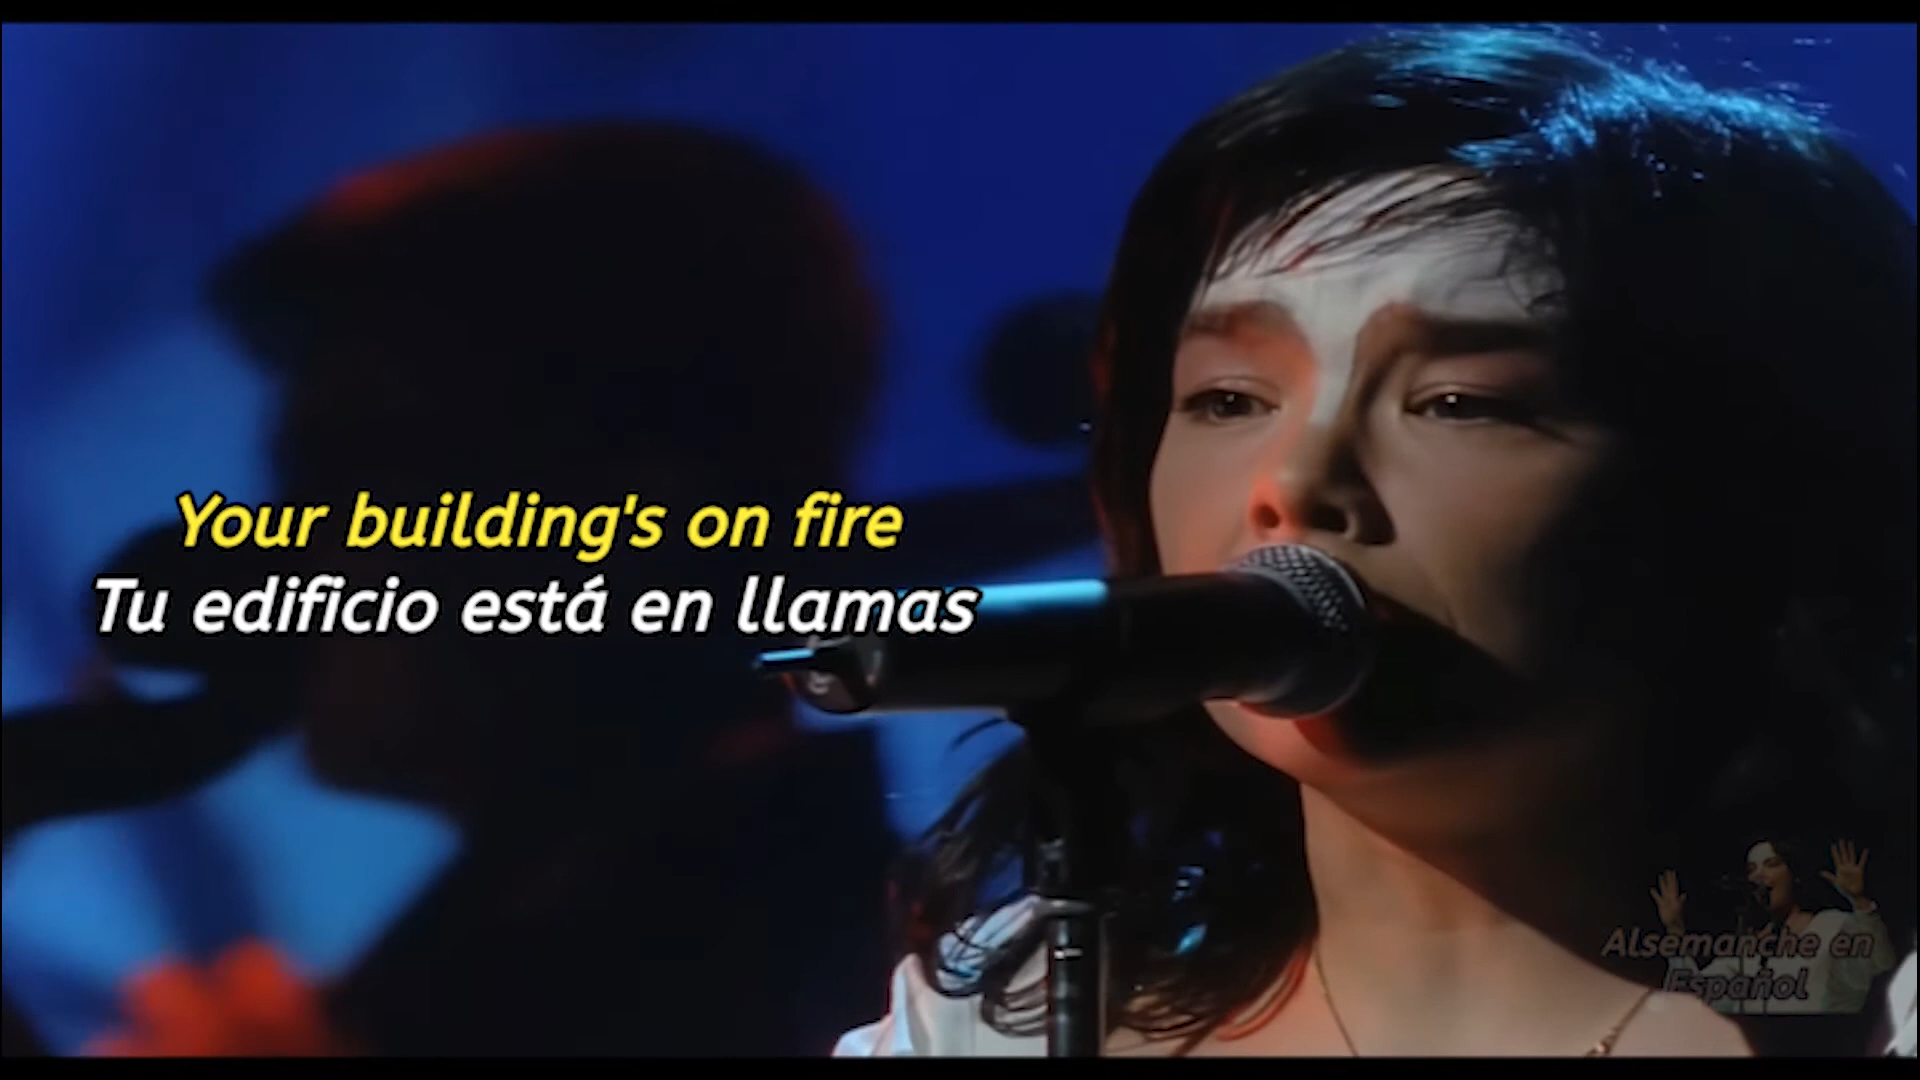 Your building's on fire
Tu edificio está en llamas
Alsemanche en
Español